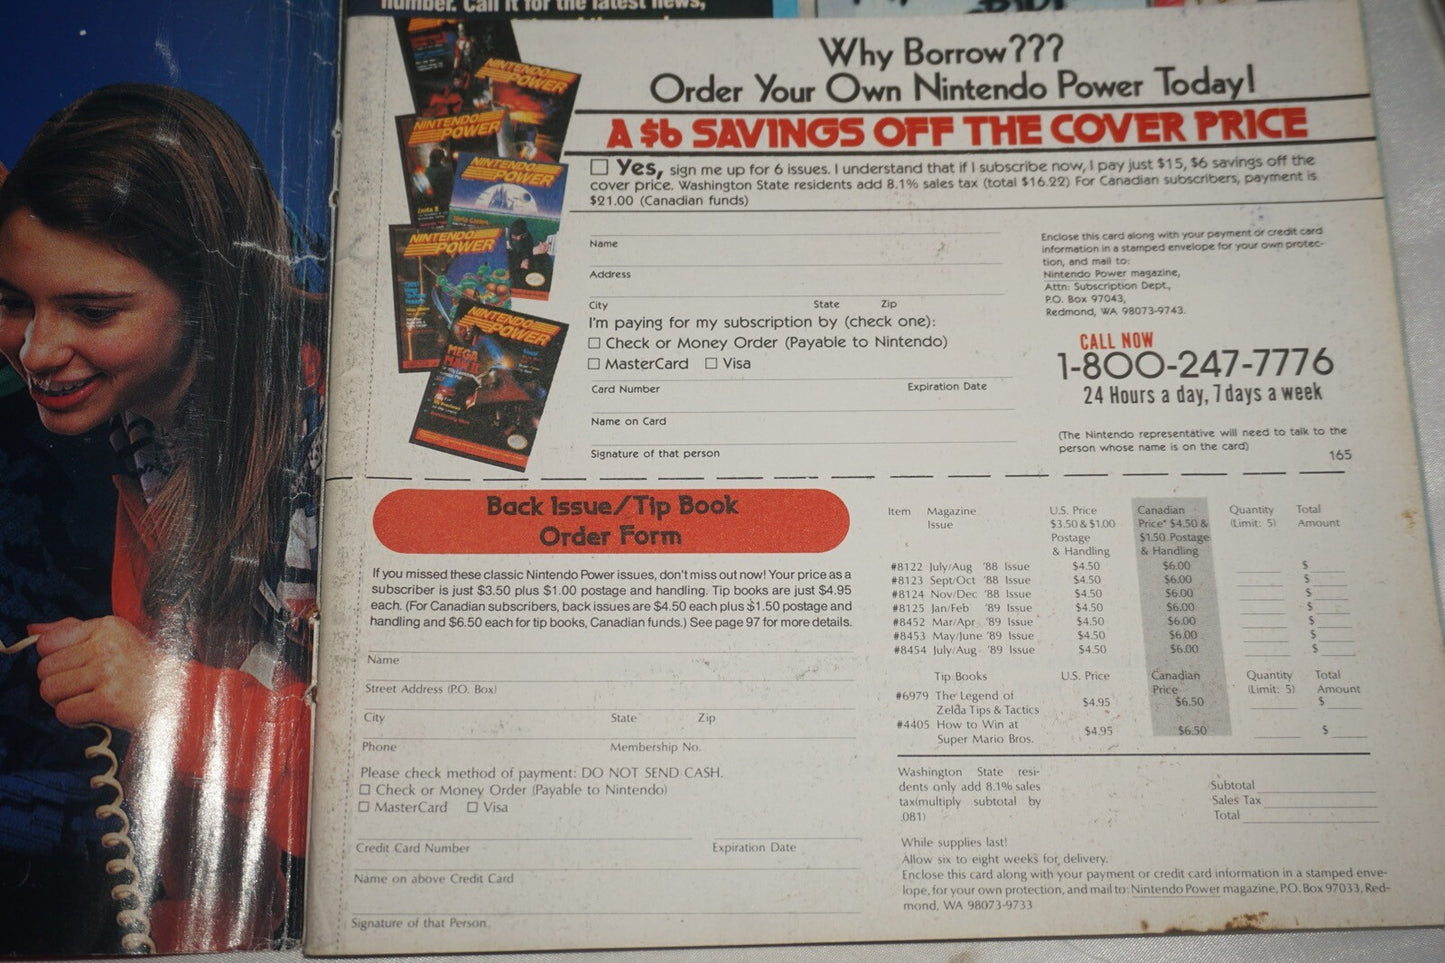 number. Call it for the latest news,
Why Borrow???
Order Your Own Nintendo Power Today!
A $6 SAVINGS OFF THE COVER PRICE
Yes, sign me up for 6 issues. I understand that if I subscribe now, I pay just $15, $6 savings off the
cover price. Washington State residents add 8.1% sales tax (total $16.22) For Canadian subscribers, payment is
$21.00 (Canadian funds)
NINTENDO
POWER
NINTENDO
POWER
NINTENDO
POWER
NINTENDO
POWER
NINTENDO
POWER
MEGA
MAN II
Name
Address
City State Zip
I'm paying for my subscription by (check one):
Check or Money Order (Payable to Nintendo)
MasterCard Visa
Card Number Expiration Date
Name on Card
Signature of that person
Enclose this card along with your payment or credit card
information in a stamped envelope for your own protec-
tion, and mail to:
Nintendo Power magazine,
Attn: Subscription Dept.,
P.O. Box 97043,
Redmond, WA 98073-9743.
CALL NOW
1-800-247-7776
24 Hours a day, 7 days a week
(The Nintendo representative will need to talk to the
person whose name is on the card)
165
Back Issue/Tip Book
Order Form
If you missed these classic Nintendo Power issues, don't miss out now! Your price as a
subscriber is just $3.50 plus $1.00 postage and handling. Tip books are just $4.95
each. (For Canadian subscribers, back issues are $4.50 each plus $1.50 postage and
handling and $6.50 each for tip books, Canadian funds.) See page 97 for more details.
Name
Street Address (P.O. Box)
City State Zip
Phone Membership No.
Please check method of payment: DO NOT SEND CASH.
Check or Money Order (Payable to Nintendo)
MasterCard Visa
Credit Card Number Expiration Date
Name on above Credit Card
Signature of that Person
Item Magazine U.S. Price Canadian Quantity Total
Issue $3.50 & $1.00 Price* $4.50 & (Limit: 5) Amount
Postage $1.50 Postage
& Handling & Handling
#8122 July/Aug '88 Issue $4.50 $6.00 $
#8123 Sept/Oct '88 Issue $4.50 $6.00 $
#8124 Nov/Dec '88 Issue $4.50 $6.00 $
#8125 Jan/Feb '89 Issue $4.50 $6.00 $
#8452 Mar/Apr '89 Issue $4.50 $6.00 $
#8453 May/June '89 Issue $4.50 $6.00 $
#8454 July/Aug '89 Issue $4.50 $6.00 $
Tip Books U.S. Price Canadian Quantity Total
Price (Limit: 5) Amount
#6979 The Legend of
Zelda Tips & Tactics $4.95 $6.50 $
#4405 How to Win at
Super Mario Bros. $4.95 $6.50 $
Washington State resi-
dents only add 8.1% sales
tax(multiply subtotal by
.081)
Subtotal
Sales Tax
Total
While supplies last!
Allow six to eight weeks for delivery.
Enclose this card along with your payment or credit card information in a stamped enve-
lope, for your own protection, and mail to: Nintendo Power magazine, P.O. Box 97033, Red-
mond, WA 98073-9733